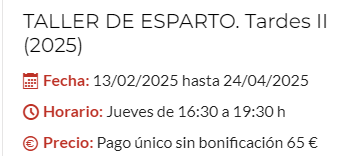 TALLER DE ESPARTO. Tardes II
(2025)
Fecha: 13/02/2025 hasta 24/04/2025
Horario: Jueves de 16:30 a 19:30 h
Precio: Pago único sin bonificación 65 €